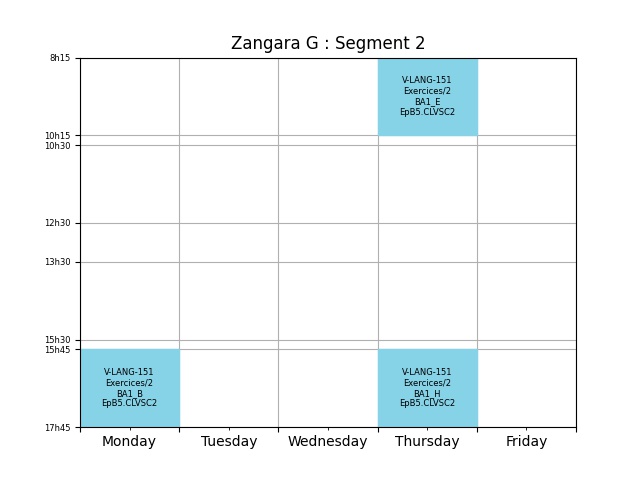 Zangara G : Segment 2
8h15
V-LANG-151
Exercices/2
BA1_E
EpB5.CLVSC2
10h15
10h30
12h30
13h30
15h30
15h45
V-LANG-151
Exercices/2
BA1_B
EpB5.CLVSC2
V-LANG-151
Exercices/2
BA1_H
EpB5.CLVSC2
17h45
Monday Tuesday Wednesday Thursday Friday